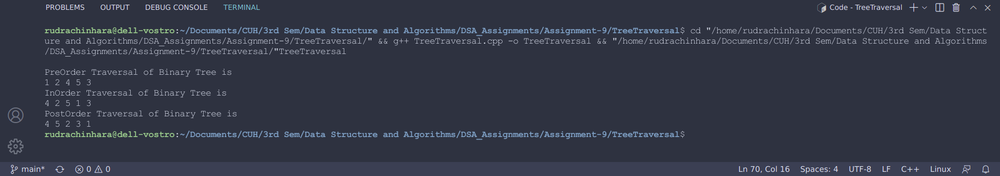 PROBLEMS OUTPUT DEBUG CONSOLE TERMINAL Code - TreeTraversal
rudrachinhara@dell-vostro:~/Documents/CUH/3rd Sem/Data Structure and Algorithms/DSA_Assignments/Assignment-9/TreeTraversal$ cd "/home/rudrachinhara/Documents/CUH/3rd Sem/Data Struct
ure and Algorithms/DSA_Assignments/Assignment-9/TreeTraversal/" && g++ TreeTraversal.cpp -o TreeTraversal && "/home/rudrachinhara/Documents/CUH/3rd Sem/Data Structure and Algorithms
/DSA_Assignments/Assignment-9/TreeTraversal/"TreeTraversal
PreOrder Traversal of Binary Tree is
1 2 4 5 3
InOrder Traversal of Binary Tree is
4 2 5 1 3
PostOrder Traversal of Binary Tree is
4 5 2 3 1
rudrachinhara@dell-vostro:~/Documents/CUH/3rd Sem/Data Structure and Algorithms/DSA_Assignments/Assignment-9/TreeTraversal$
main* 0 0 Ln 70, Col 16 Spaces: 4 UTF-8 LF C++ Linux